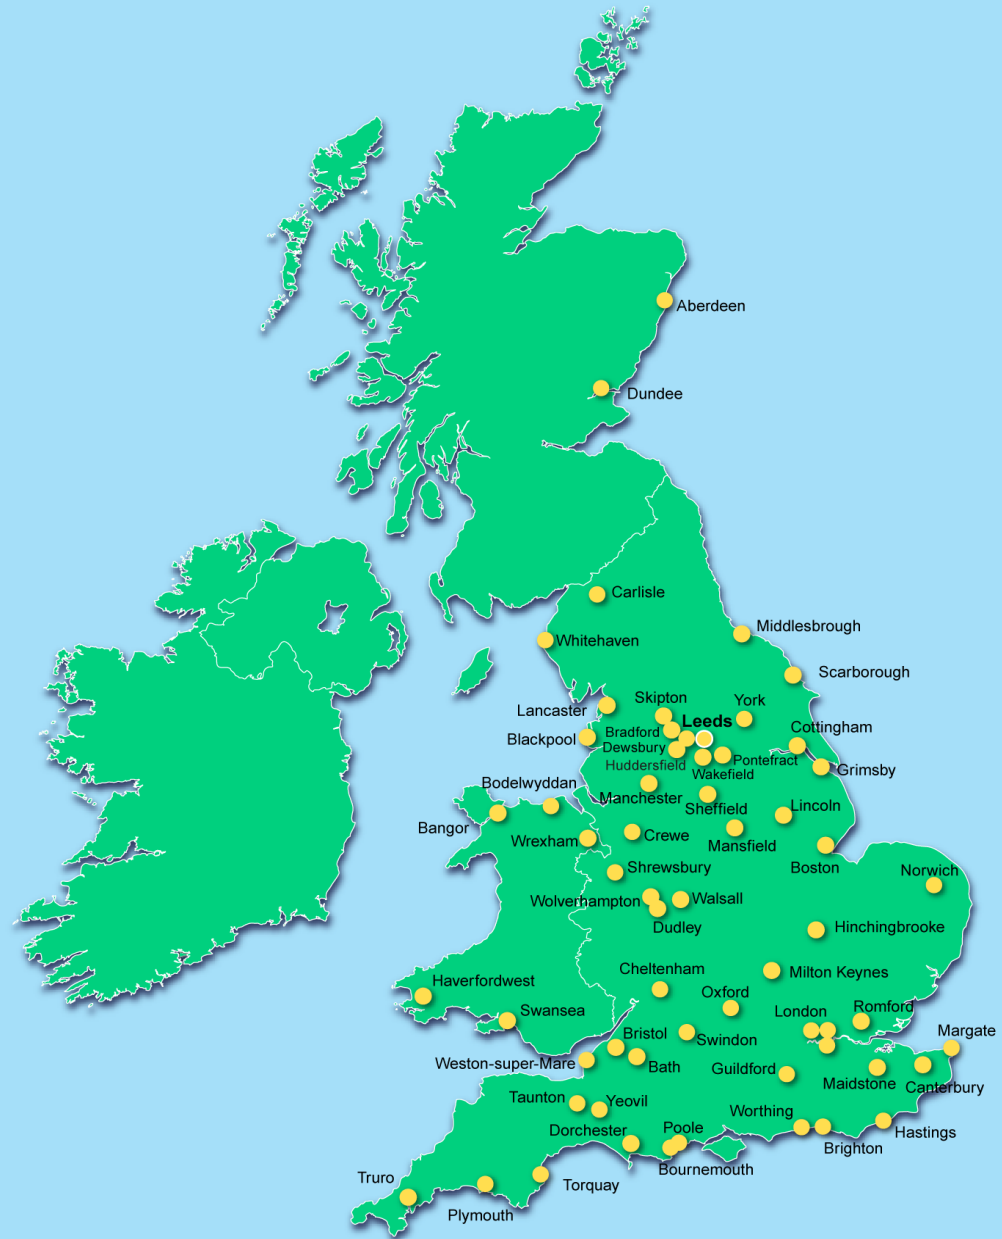 Aberdeen
Dundee
Carlisle
Middlesbrough
Whitehaven
Scarborough
Skipton
York
Lancaster
Leeds
Cottingham
Bradford
Blackpool
Dewsbury
Pontefract
Huddersfield
Grimsby
Wakefield
Bodelwyddan
Manchester
Lincoln
Sheffield
Bangor
Crewe
Wrexham
Mansfield
Shrewsbury
Boston
Norwich
Walsall
Wolverhampton
Dudley
Hinchingbrooke
Cheltenham
Milton Keynes
Haverfordwest
Oxford
Swansea
London
Romford
Margate
Bristol
Swindon
Weston-super-Mare
Bath
Guildford
Maidstone
Canterbury
Taunton
Yeovil
Worthing
Dorchester
Poole
Hastings
Brighton
Bournemouth
Truro
Torquay
Plymouth